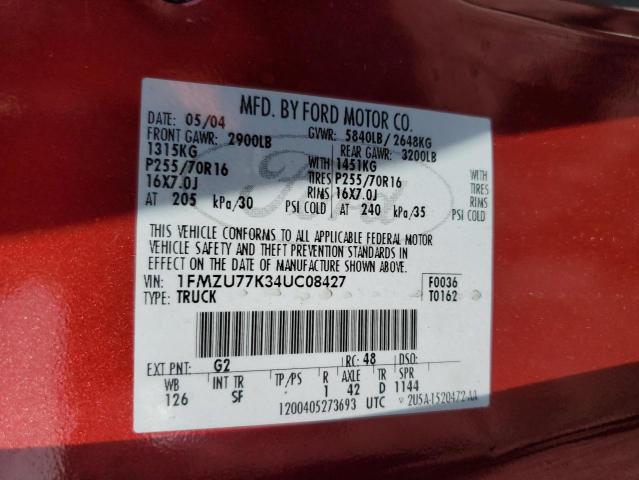 MFD. BY FORD MOTOR CO.
DATE: 05/04 GVWR: 5840LB/2648KG
FRONT GAWR: 2900LB REAR GAWR: 3200LB
1315KG WITH 1451KG WITH
P255/70R16 TIRES P255/70R16 TIRES
16X7.0J RIMS 16X7.0J RIMS
AT 205 kPa/30 PSI COLD AT 240 kPa/35 PSI COLD
Ford
THIS VEHICLE CONFORMS TO ALL APPLICABLE FEDERAL MOTOR
VEHICLE SAFETY AND THEFT PREVENTION STANDARDS IN
EFFECT ON THE DATE OF MANUFACTURE SHOWN ABOVE.
VIN: 1FMZU77K34UC08427 F0036
TYPE: TRUCK T0162
EXT PNT: G2 RC: 48 DSO:
WB INT TR TP/PS R AXLE TR SPR
126 SF 1 42 D 1144
1200405273693 UTC 2U5A-1520472-AA